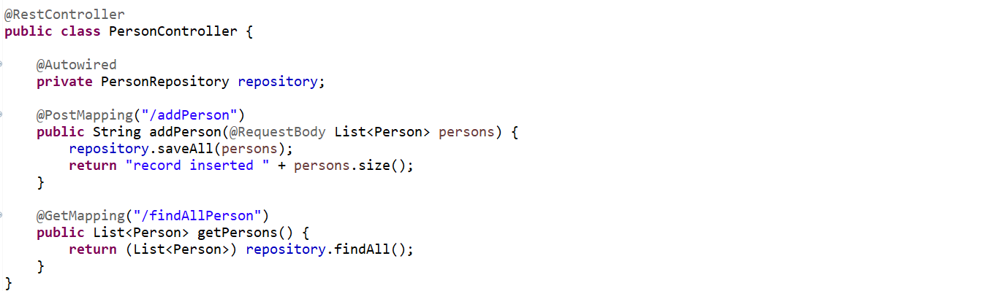 @RestController
public class PersonController {
@Autowired
private PersonRepository repository;
@PostMapping("/addPerson")
public String addPerson(@RequestBody List<Person> persons) {
repository.saveAll(persons);
return "record inserted " + persons.size();
}
@GetMapping("/findAllPerson")
public List<Person> getPersons() {
return (List<Person>) repository.findAll();
}
}